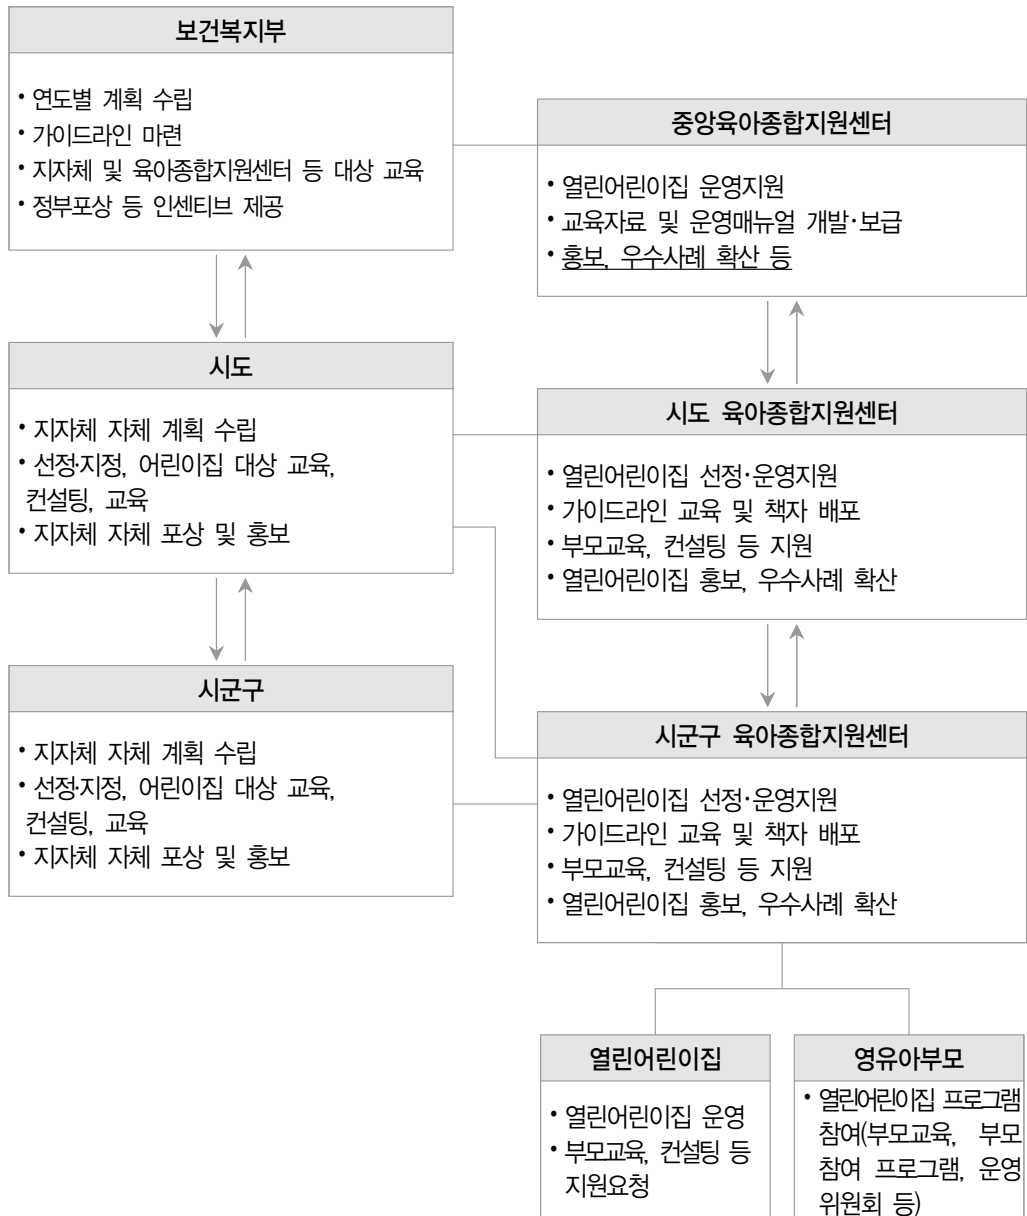 보건복지부
• 연도별 계획 수립
• 가이드라인 마련
• 지자체 및 육아종합지원센터 등 대상 교육
• 정부포상 등 인센티브 제공
중앙육아종합지원센터
• 열린어린이집 운영지원
• 교육자료 및 운영매뉴얼 개발·보급
• 홍보, 우수사례 확산 등
시도
• 지자체 자체 계획 수립
• 선정·지정, 어린이집 대상 교육,
컨설팅, 교육
• 지자체 자체 포상 및 홍보
시도 육아종합지원센터
• 열린어린이집 선정·운영지원
• 가이드라인 교육 및 책자 배포
• 부모교육, 컨설팅 등 지원
• 열린어린이집 홍보, 우수사례 확산
시군구
• 지자체 자체 계획 수립
• 선정·지정, 어린이집 대상 교육,
컨설팅, 교육
• 지자체 자체 포상 및 홍보
시군구 육아종합지원센터
• 열린어린이집 선정·운영지원
• 가이드라인 교육 및 책자 배포
• 부모교육, 컨설팅 등 지원
• 열린어린이집 홍보, 우수사례 확산
열린어린이집
• 열린어린이집 운영
• 부모교육, 컨설팅 등
지원요청
영유아부모
• 열린어린이집 프로그램
참여(부모교육, 부모
참여 프로그램, 운영
위원회 등)